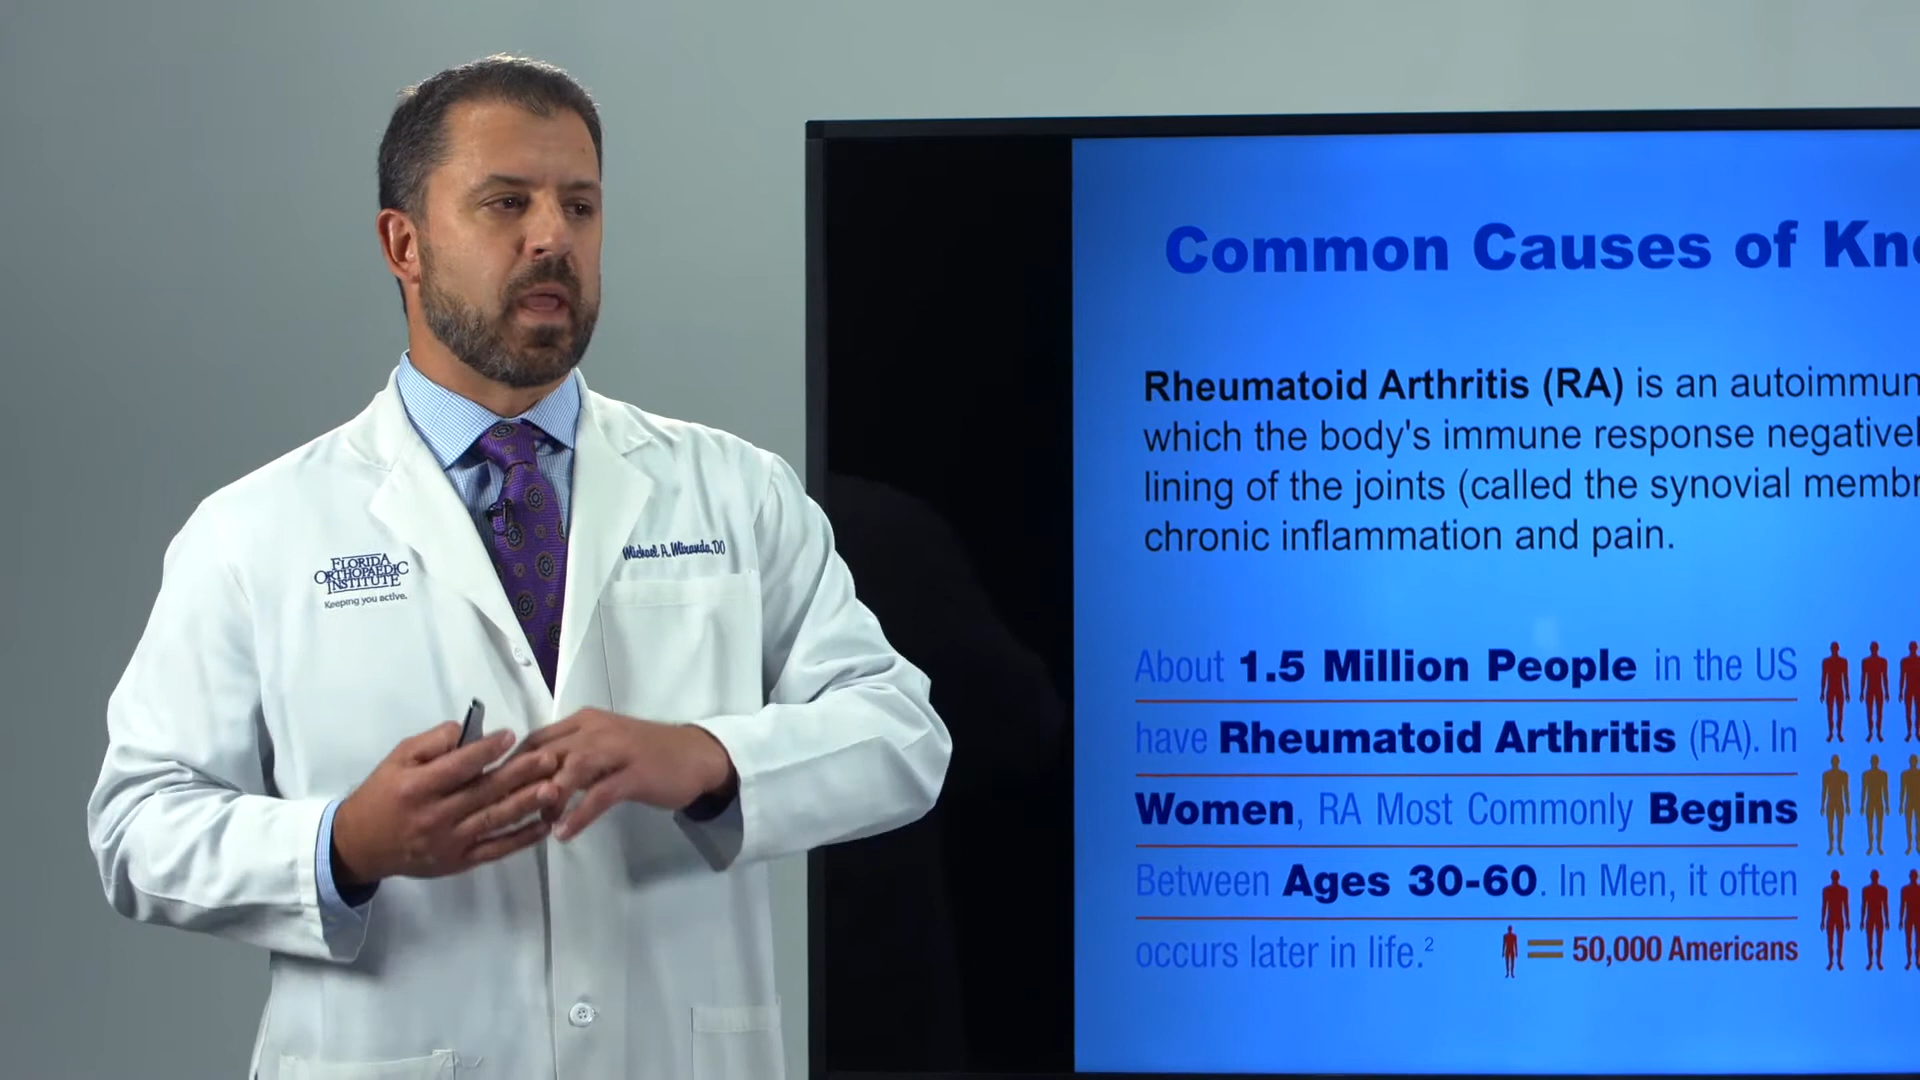 FLORIDA
ORTHOPAEDIC
INSTITUTE
Keeping you active.
Michael A. Miranda, DO
Common Causes of Kne
Rheumatoid Arthritis (RA) is an autoimmun
which the body's immune response negativel
lining of the joints (called the synovial membr
chronic inflammation and pain.
About 1.5 Million People in the US
have Rheumatoid Arthritis (RA). In
Women, RA Most Commonly Begins
Between Ages 30-60. In Men, it often
occurs later in life.²
= 50,000 Americans